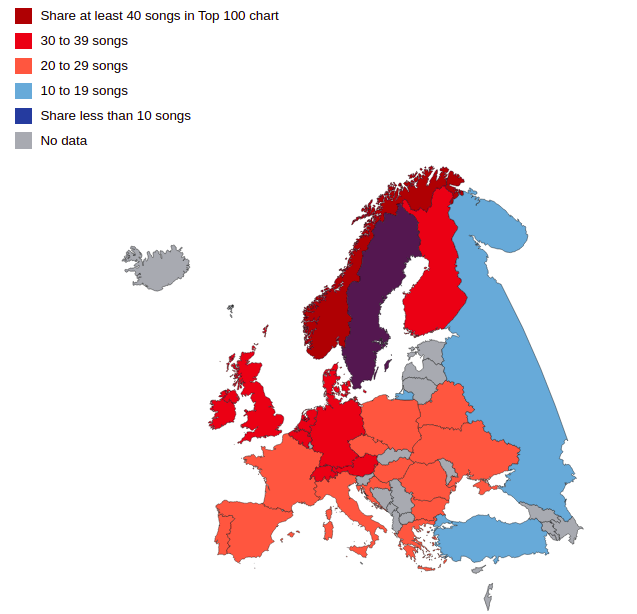 Share at least 40 songs in Top 100 chart
30 to 39 songs
20 to 29 songs
10 to 19 songs
Share less than 10 songs
No data